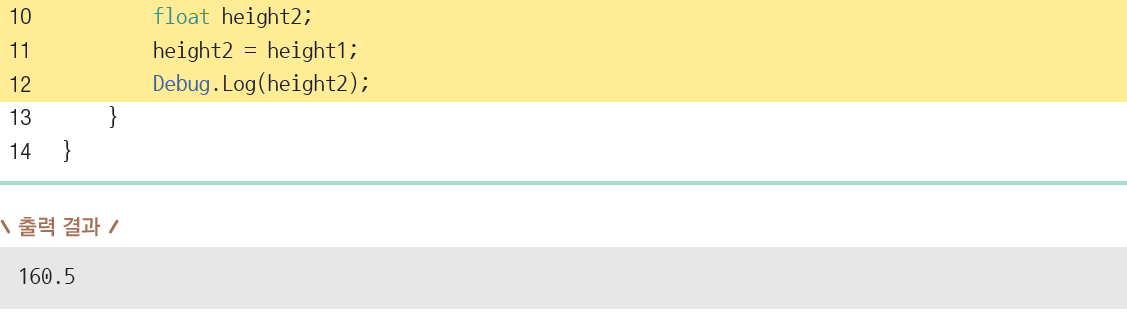 10 float height2;
11 height2 = height1;
12 Debug.Log(height2);
13 }
14 }
\ 출력 결과 /
160.5